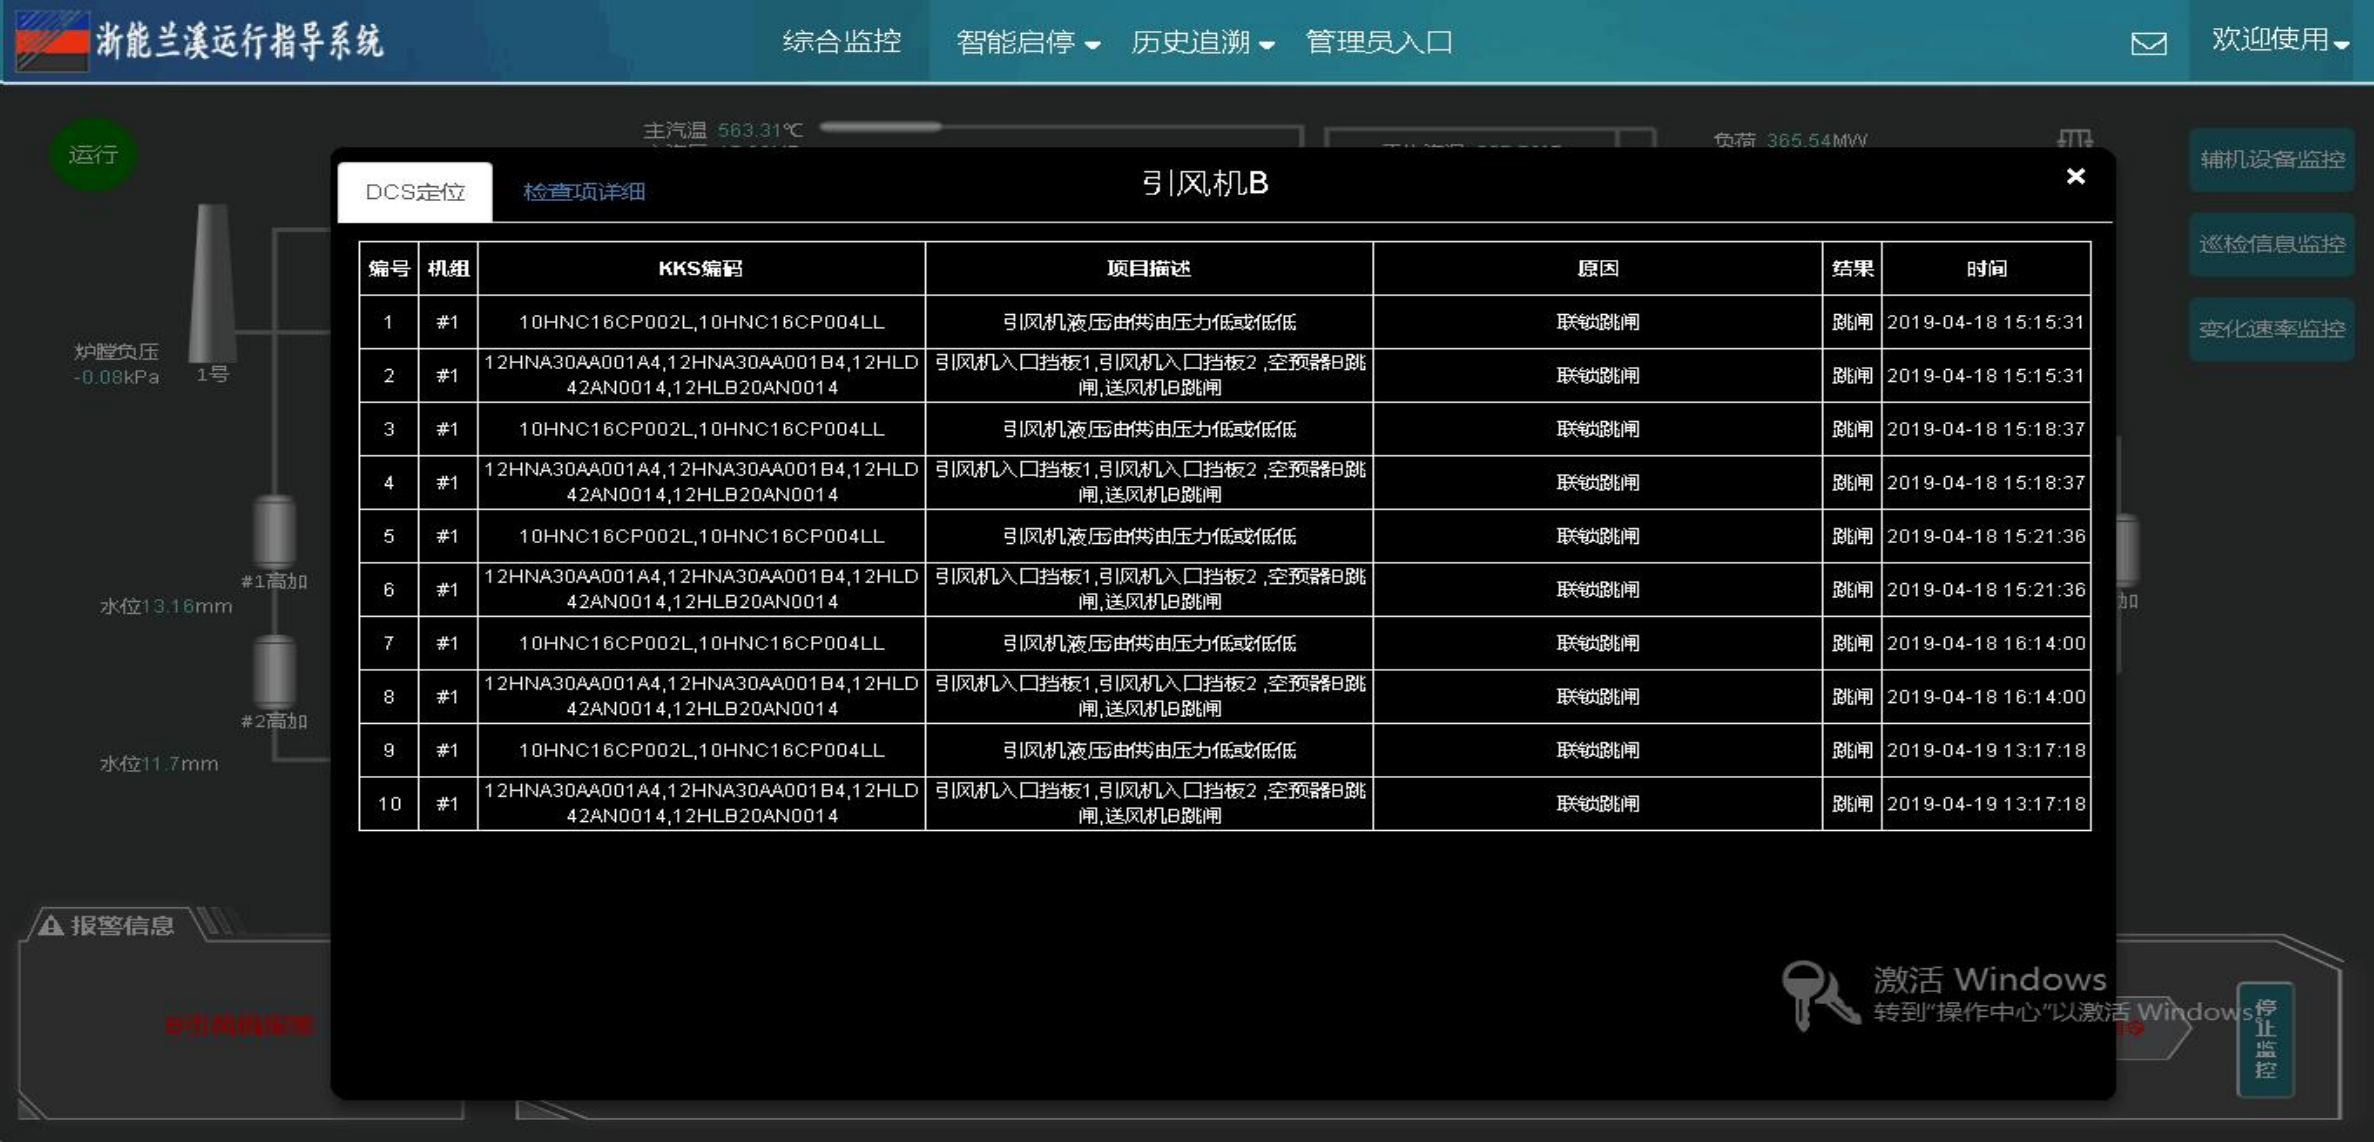 浙能兰溪运行指导系统
综合监控 智能启停 历史追溯 管理员入口 欢迎使用
运行
主汽温 563.31℃
负荷 365.54MW
辅机设备监控
巡检信息监控
变化速率监控
炉膛负压
-0.08kPa
1号
#1高加
水位13.16mm
#2高加
水位11.7mm
加
DCS定位 检查项详细 引风机B ×
编号 机组 KKS编码 项目描述 原因 结果 时间
1 #1 10HNC16CP002L,10HNC16CP004LL 引风机液压油供油压力低或低低 联锁跳闸 跳闸 2019-04-18 15:15:31
2 #1 12HNA30AA001A4,12HNA30AA001B4,12HLD 引风机入口挡板1,引风机入口挡板2 ,空预器B跳 联锁跳闸 跳闸 2019-04-18 15:15:31
42AN0014,12HLB20AN0014 闸,送风机B跳闸
3 #1 10HNC16CP002L,10HNC16CP004LL 引风机液压油供油压力低或低低 联锁跳闸 跳闸 2019-04-18 15:18:37
4 #1 12HNA30AA001A4,12HNA30AA001B4,12HLD 引风机入口挡板1,引风机入口挡板2 ,空预器B跳 联锁跳闸 跳闸 2019-04-18 15:18:37
42AN0014,12HLB20AN0014 闸,送风机B跳闸
5 #1 10HNC16CP002L,10HNC16CP004LL 引风机液压油供油压力低或低低 联锁跳闸 跳闸 2019-04-18 15:21:36
6 #1 12HNA30AA001A4,12HNA30AA001B4,12HLD 引风机入口挡板1,引风机入口挡板2 ,空预器B跳 联锁跳闸 跳闸 2019-04-18 15:21:36
42AN0014,12HLB20AN0014 闸,送风机B跳闸
7 #1 10HNC16CP002L,10HNC16CP004LL 引风机液压油供油压力低或低低 联锁跳闸 跳闸 2019-04-18 16:14:00
8 #1 12HNA30AA001A4,12HNA30AA001B4,12HLD 引风机入口挡板1,引风机入口挡板2 ,空预器B跳 联锁跳闸 跳闸 2019-04-18 16:14:00
42AN0014,12HLB20AN0014 闸,送风机B跳闸
9 #1 10HNC16CP002L,10HNC16CP004LL 引风机液压油供油压力低或低低 联锁跳闸 跳闸 2019-04-19 13:17:18
10 #1 12HNA30AA001A4,12HNA30AA001B4,12HLD 引风机入口挡板1,引风机入口挡板2 ,空预器B跳 联锁跳闸 跳闸 2019-04-19 13:17:18
42AN0014,12HLB20AN0014 闸,送风机B跳闸
报警信息
激活 Windows
转到“操作中心”以激活 Windows。
停止监控